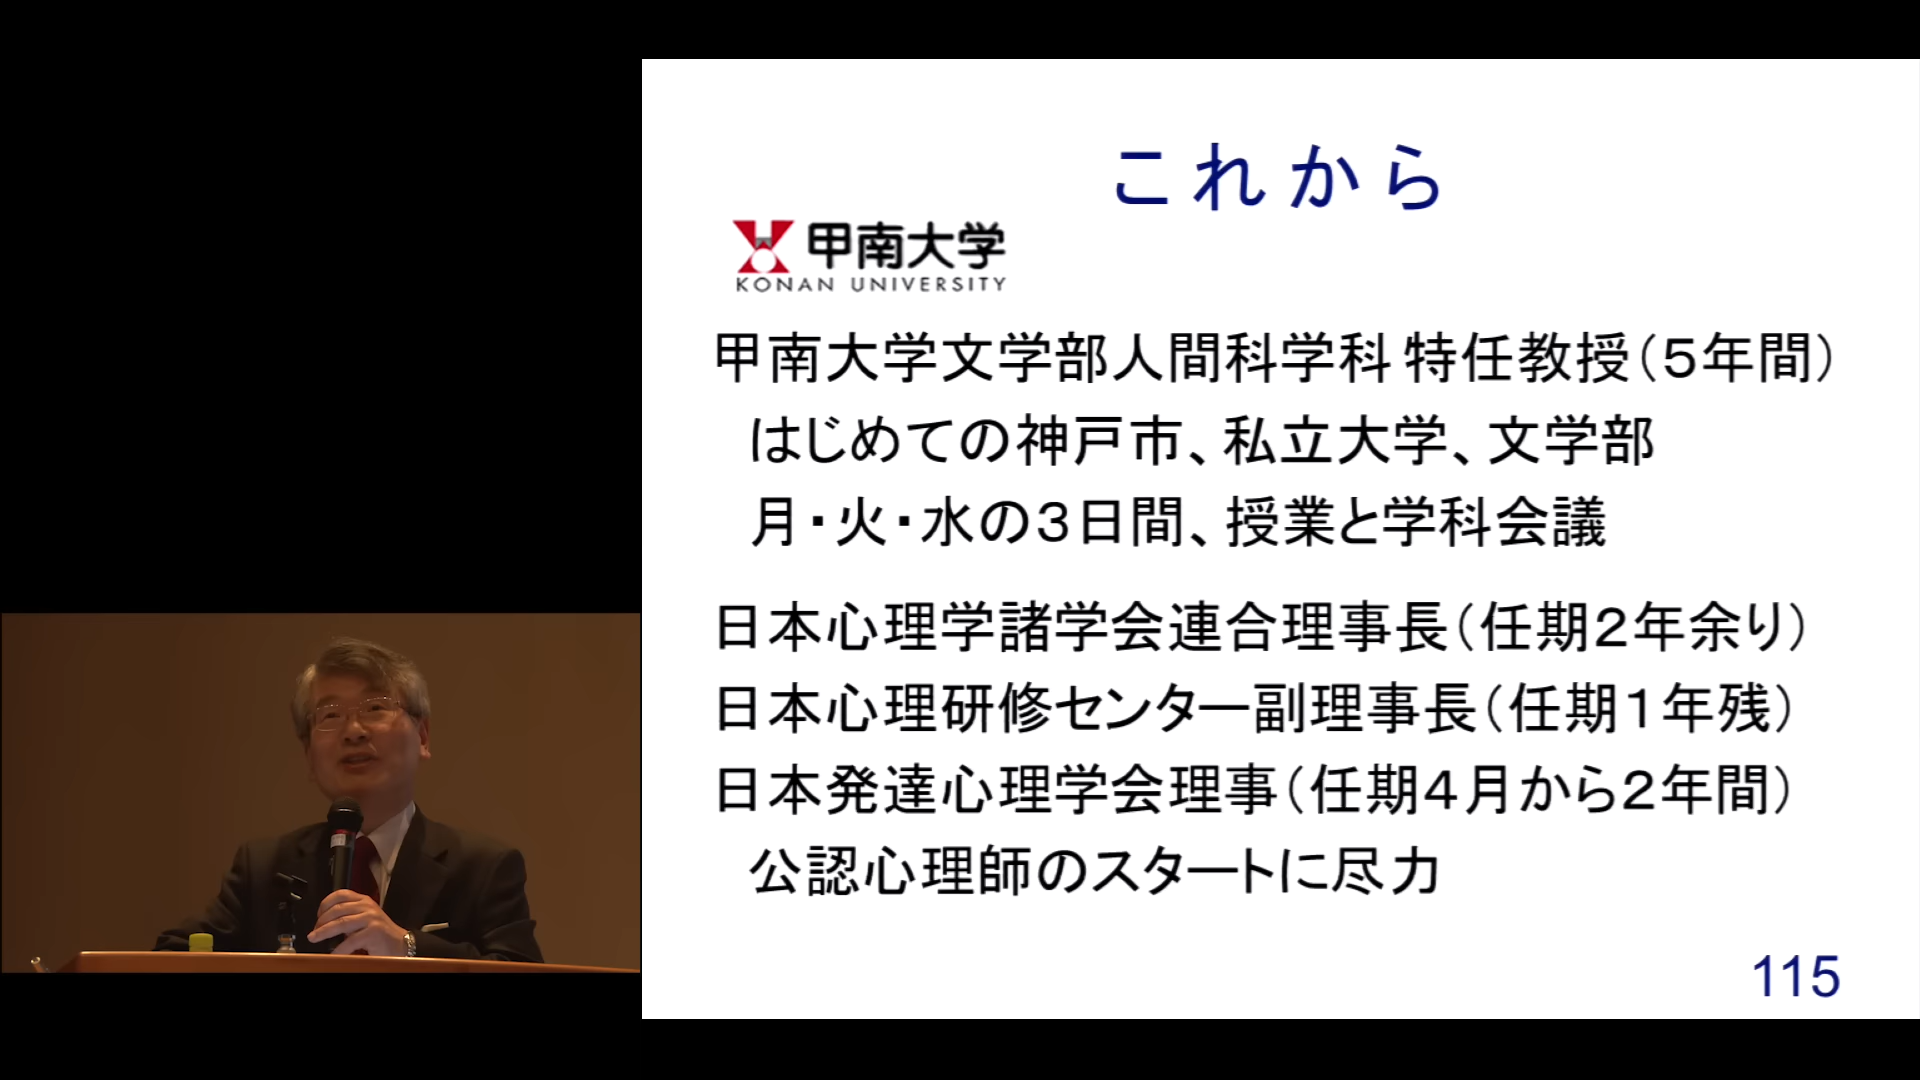 これから
甲南大学
KONAN UNIVERSITY
甲南大学文学部人間科学科 特任教授（５年間）
はじめての神戸市、私立大学、文学部
月・火・水の３日間、授業と学科会議
日本心理学諸学会連合理事長（任期２年余り）
日本心理研修センター副理事長（任期１年残）
日本発達心理学会理事（任期４月から２年間）
公認心理師のスタートに尽力
115